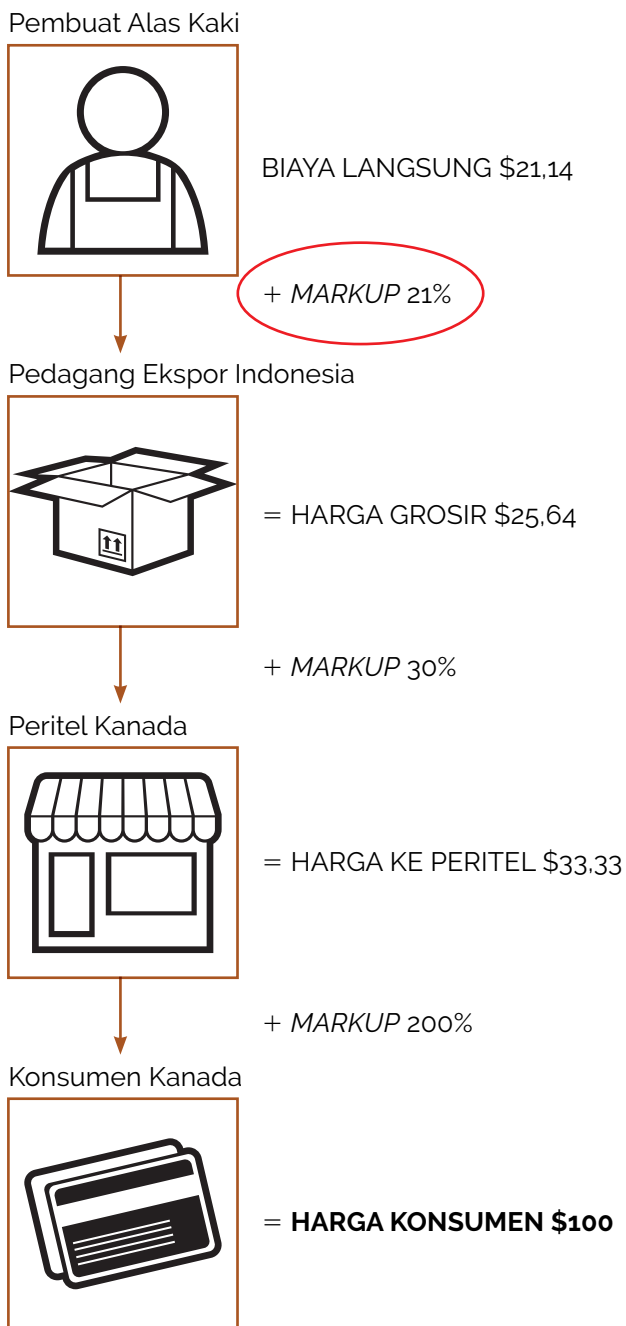 Pembuat Alas Kaki
BIAYA LANGSUNG $21,14
+ MARKUP 21%
Pedagang Ekspor Indonesia
= HARGA GROSIR $25,64
+ MARKUP 30%
Peritel Kanada
= HARGA KE PERITEL $33,33
+ MARKUP 200%
Konsumen Kanada
= HARGA KONSUMEN $100